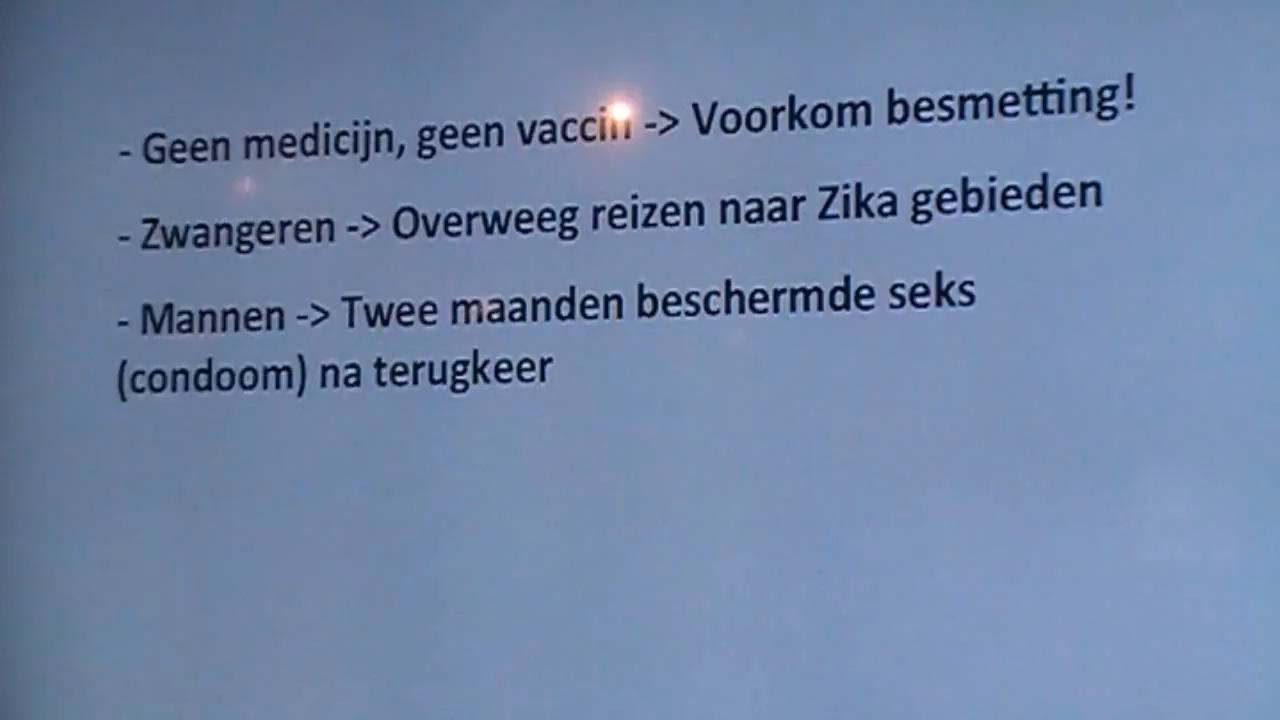 - Geen medicijn, geen vaccin -> Voorkom besmetting!
- Zwangeren -> Overweeg reizen naar Zika gebieden
- Mannen -> Twee maanden beschermde seks
(condoom) na terugkeer